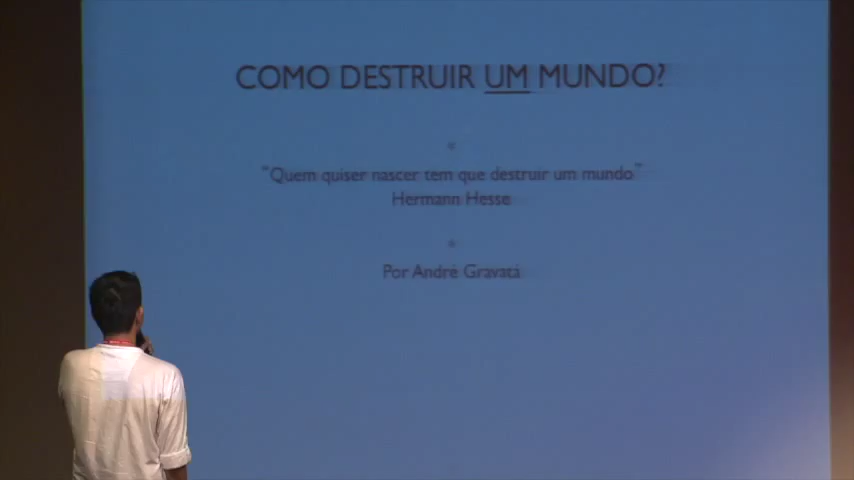 COMO DESTRUIR UM MUNDO?
*
"Quem quiser nascer tem que destruir um mundo"
Hermann Hesse
*
Por André Gravatá